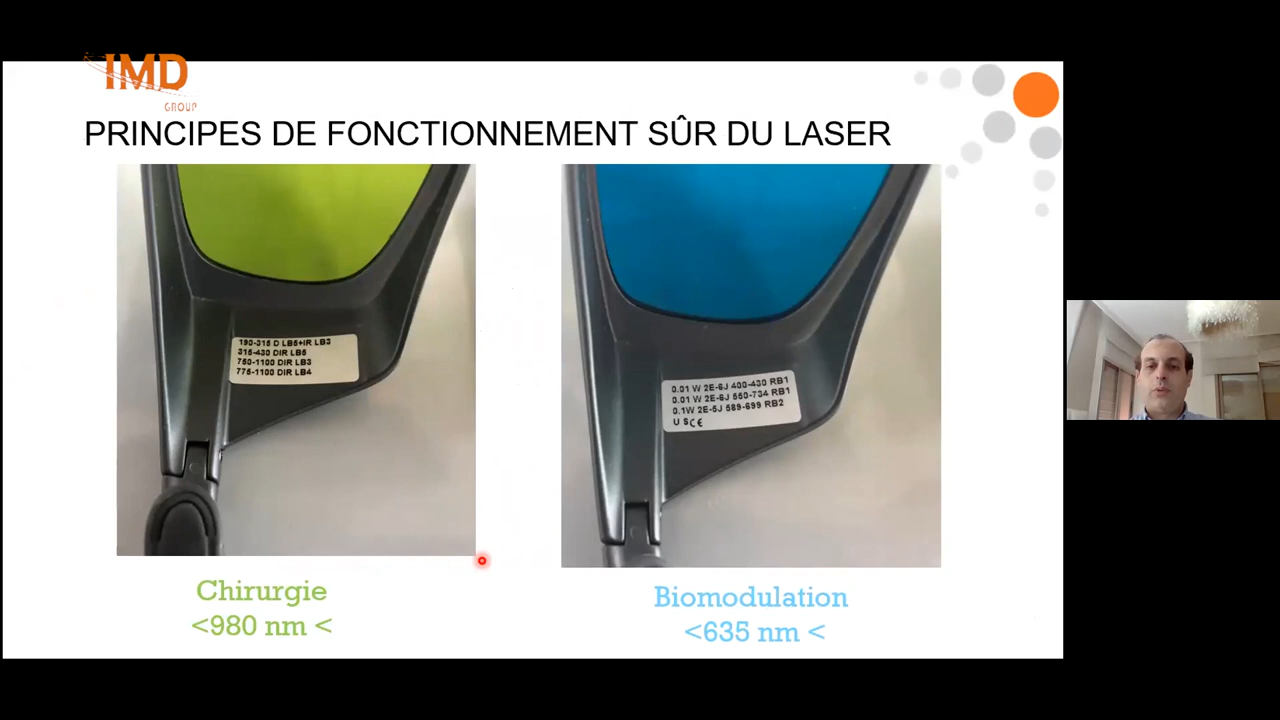 IMD
GROUP
PRINCIPES DE FONCTIONNEMENT SÛR DU LASER
190-315 D LB5+IR LB3
315-430 DIR LB5
750-1100 DIR LB3
775-1100 DIR LB4
0.01 W 2E-6J 400-430 RB1
0.01 W 2E-6J 550-734 RB1
0.1W 2E-5J 589-699 RB2
U S CE
Chirurgie
<980 nm <
Biomodulation
<635 nm <